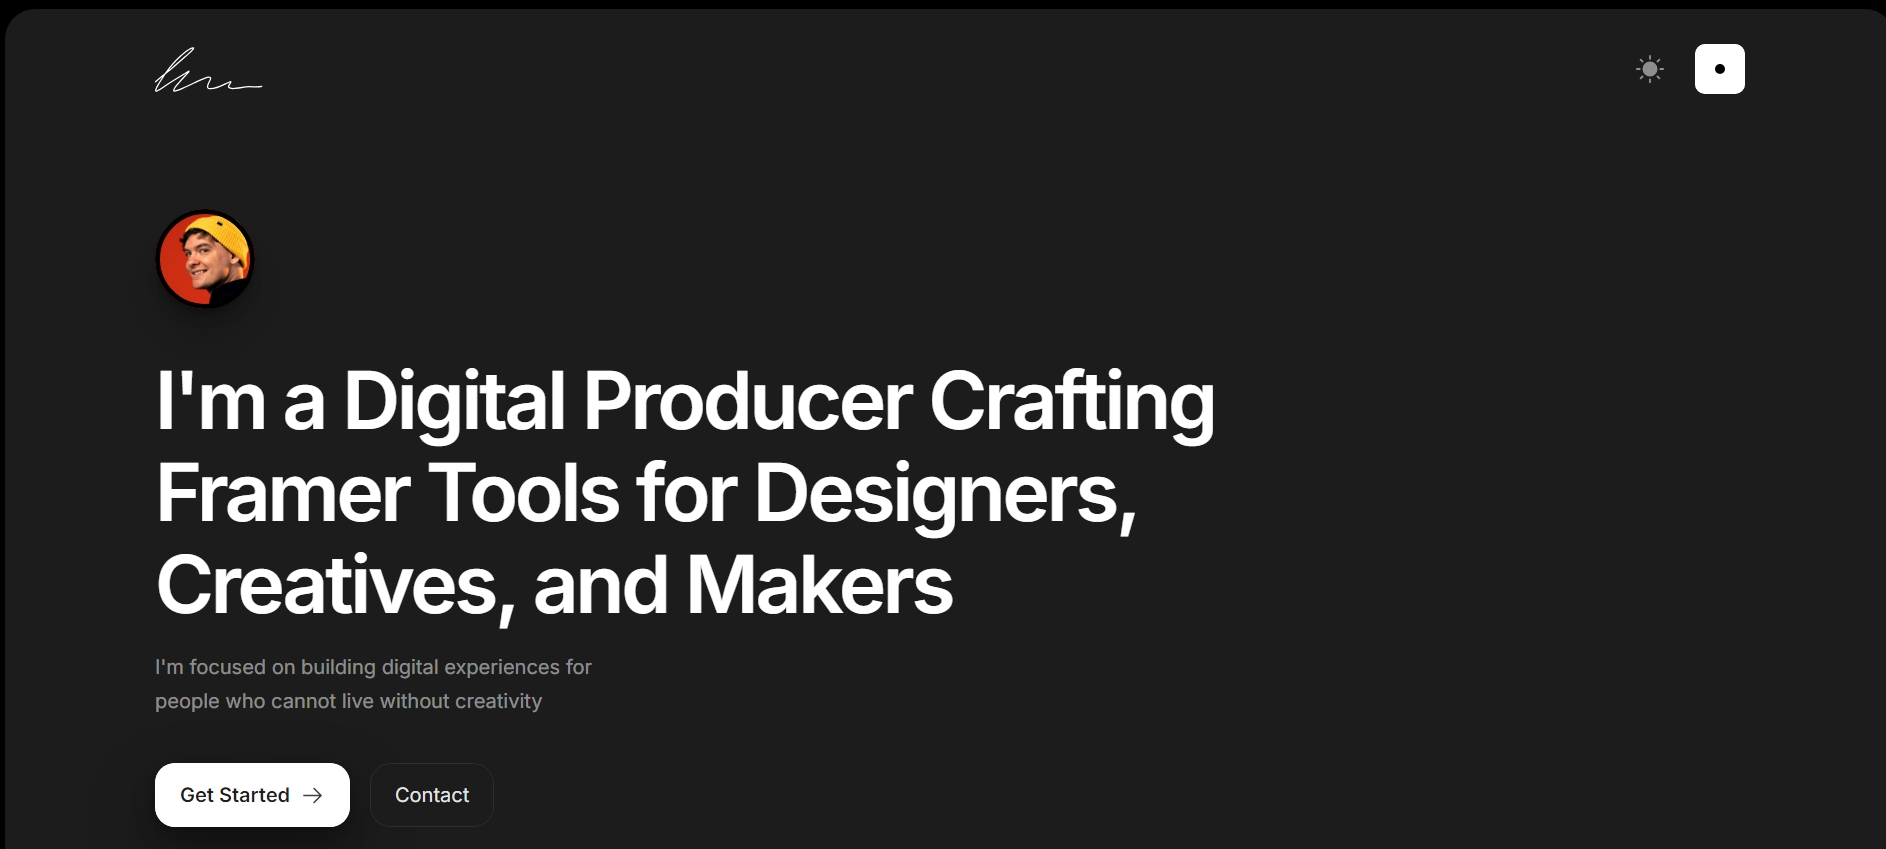 I'm a Digital Producer Crafting
Framer Tools for Designers,
Creatives, and Makers
I'm focused on building digital experiences for
people who cannot live without creativity
Get Started
Contact